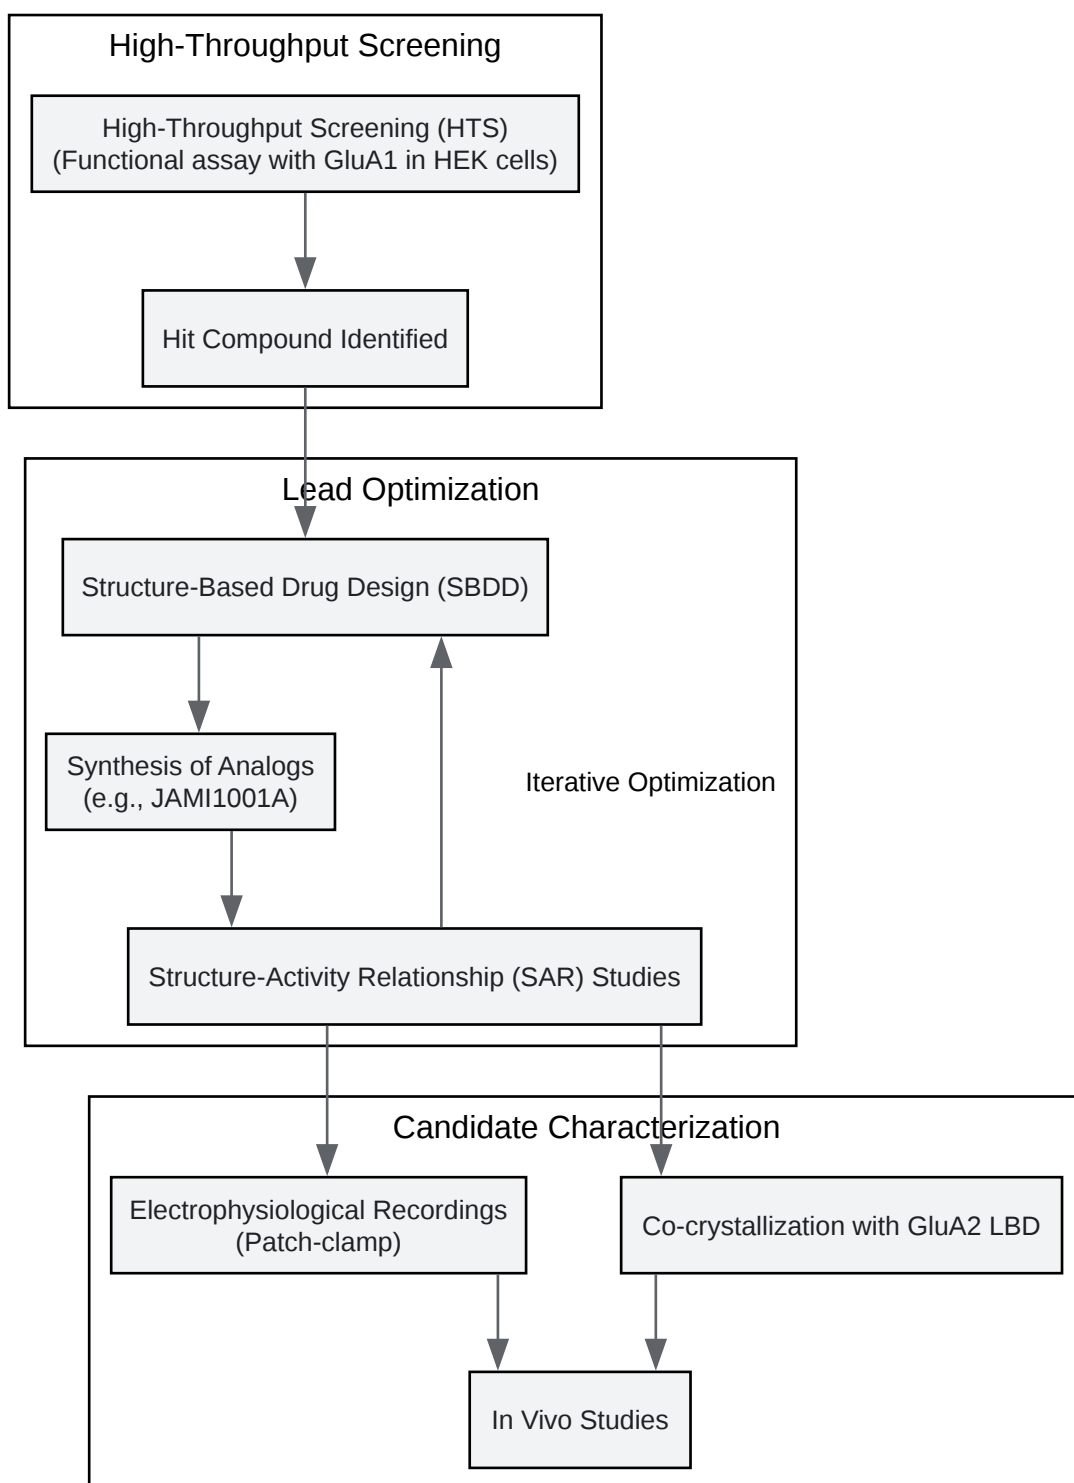 High-Throughput Screening
High-Throughput Screening (HTS)
(Functional assay with GluA1 in HEK cells)
Hit Compound Identified
Lead Optimization
Structure-Based Drug Design (SBDD)
Synthesis of Analogs
(e.g., JAMI1001A)
Iterative Optimization
Structure-Activity Relationship (SAR) Studies
Candidate Characterization
Electrophysiological Recordings
(Patch-clamp)
Co-crystallization with GluA2 LBD
In Vivo Studies